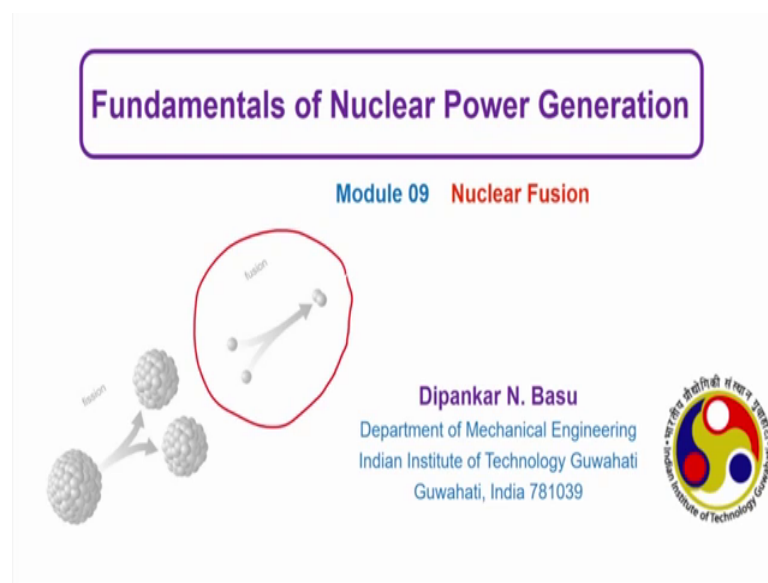 Fundamentals of Nuclear Power Generation
Module 09 Nuclear Fusion
fusion
fission
Dipankar N. Basu
Department of Mechanical Engineering
Indian Institute of Technology Guwahati
Guwahati, India 781039
भारतीय प्रौद्योगिकी संस्थान गुवाहाटी
Indian Institute of Technology Guwahati